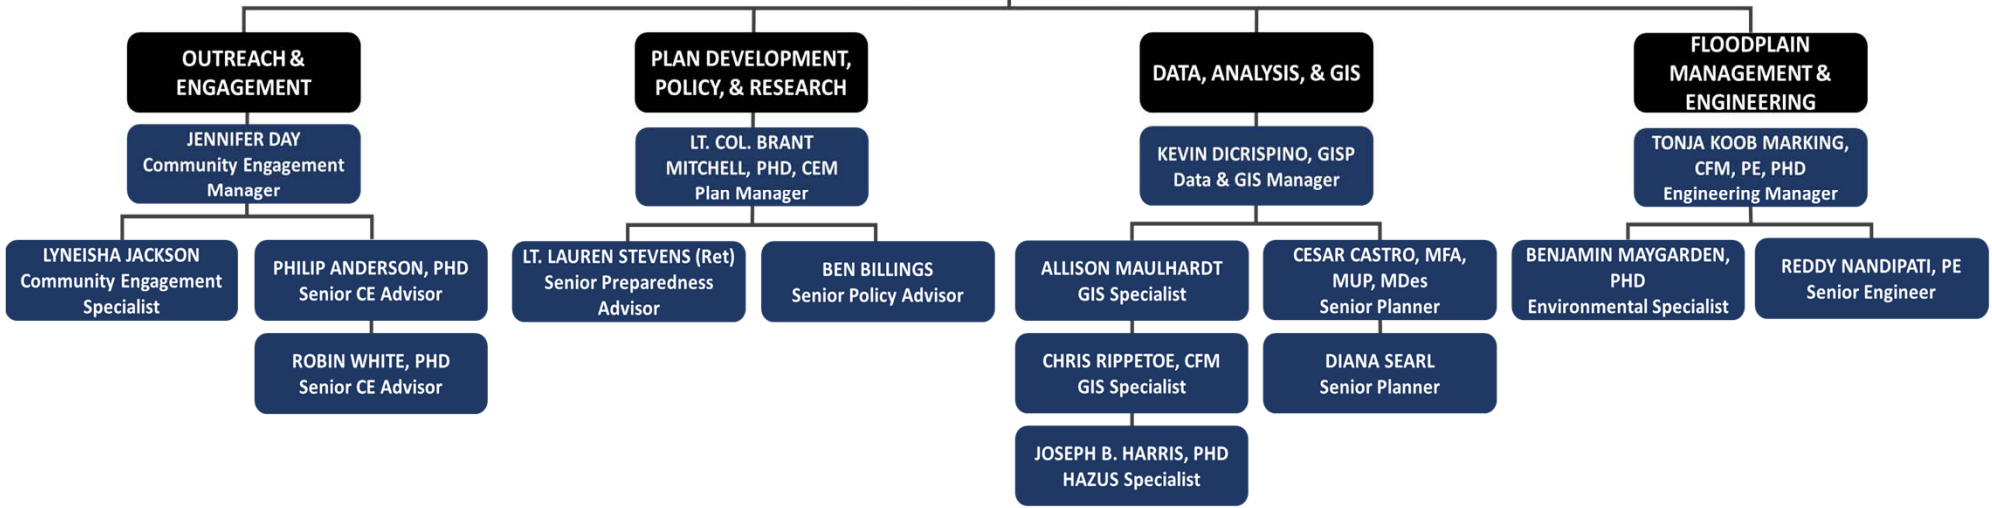 OUTREACH &
ENGAGEMENT
JENNIFER DAY
Community Engagement
Manager
LYNEISHA JACKSON
Community Engagement
Specialist
PHILIP ANDERSON, PHD
Senior CE Advisor
ROBIN WHITE, PHD
Senior CE Advisor
PLAN DEVELOPMENT,
POLICY, & RESEARCH
LT. COL. BRANT
MITCHELL, PHD, CEM
Plan Manager
LT. LAUREN STEVENS (Ret)
Senior Preparedness
Advisor
BEN BILLINGS
Senior Policy Advisor
DATA, ANALYSIS, & GIS
KEVIN DICRISPINO, GISP
Data & GIS Manager
ALLISON MAULHARDT
GIS Specialist
CHRIS RIPPETOE, CFM
GIS Specialist
JOSEPH B. HARRIS, PHD
HAZUS Specialist
CESAR CASTRO, MFA,
MUP, MDes
Senior Planner
DIANA SEARL
Senior Planner
FLOODPLAIN
MANAGEMENT &
ENGINEERING
TONJA KOOB MARKING,
CFM, PE, PHD
Engineering Manager
BENJAMIN MAYGARDEN,
PHD
Environmental Specialist
REDDY NANDIPATI, PE
Senior Engineer